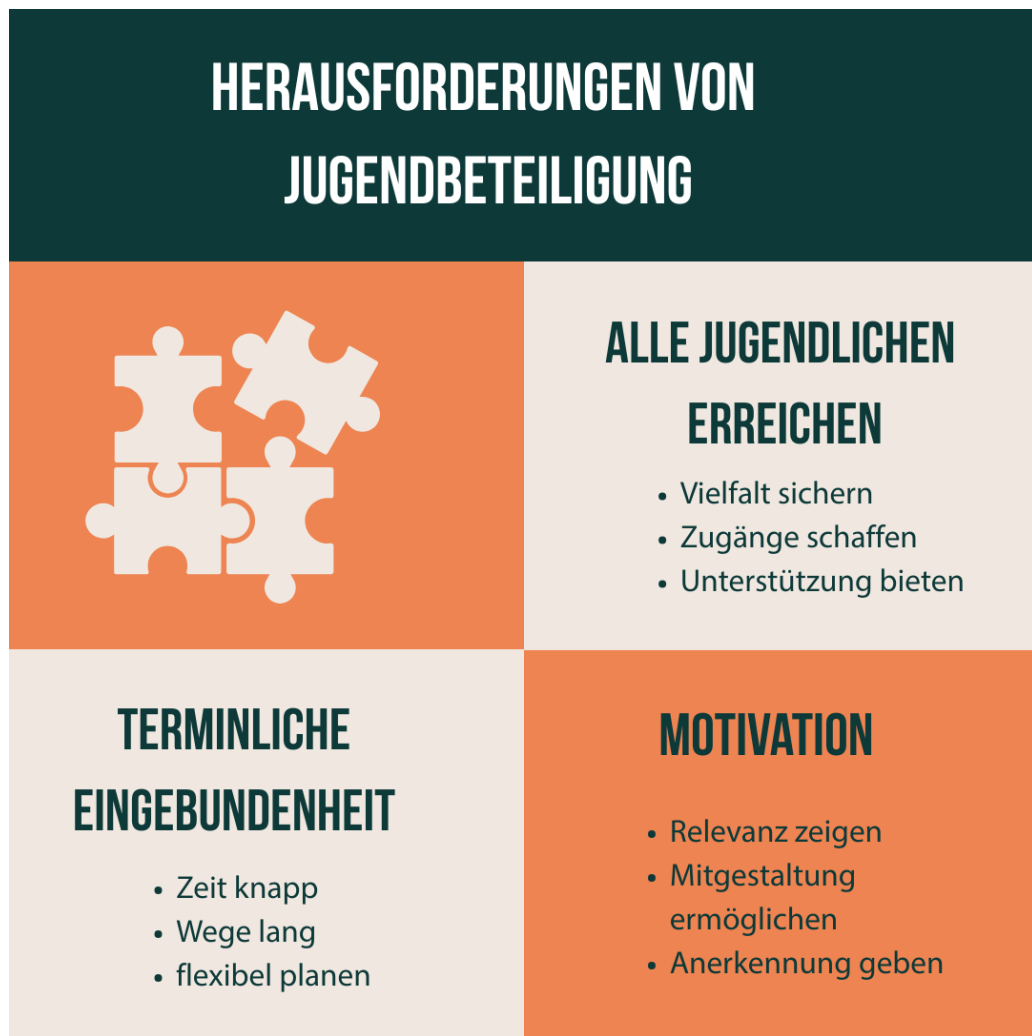 HERAUSFORDERUNGEN VON
JUGENDBETEILIGUNG
ALLE JUGENDLICHEN
ERREICHEN
• Vielfalt sichern
• Zugänge schaffen
• Unterstützung bieten
TERMINLICHE
EINGEBUNDENHEIT
• Zeit knapp
• Wege lang
• flexibel planen
MOTIVATION
• Relevanz zeigen
• Mitgestaltung
ermöglichen
• Anerkennung geben